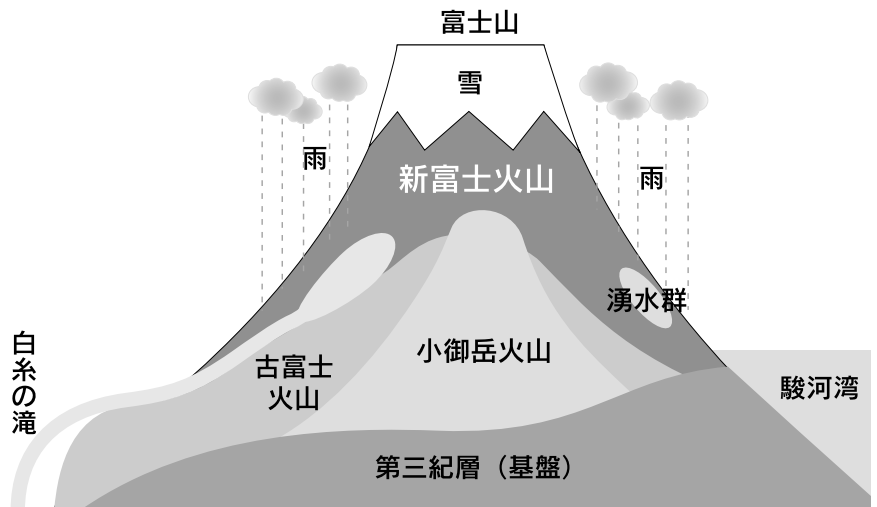 富士山
雪
雨
雨
新富士火山
湧水群
小御岳火山
古富士
火山
白糸の滝
駿河湾
第三紀層（基盤）